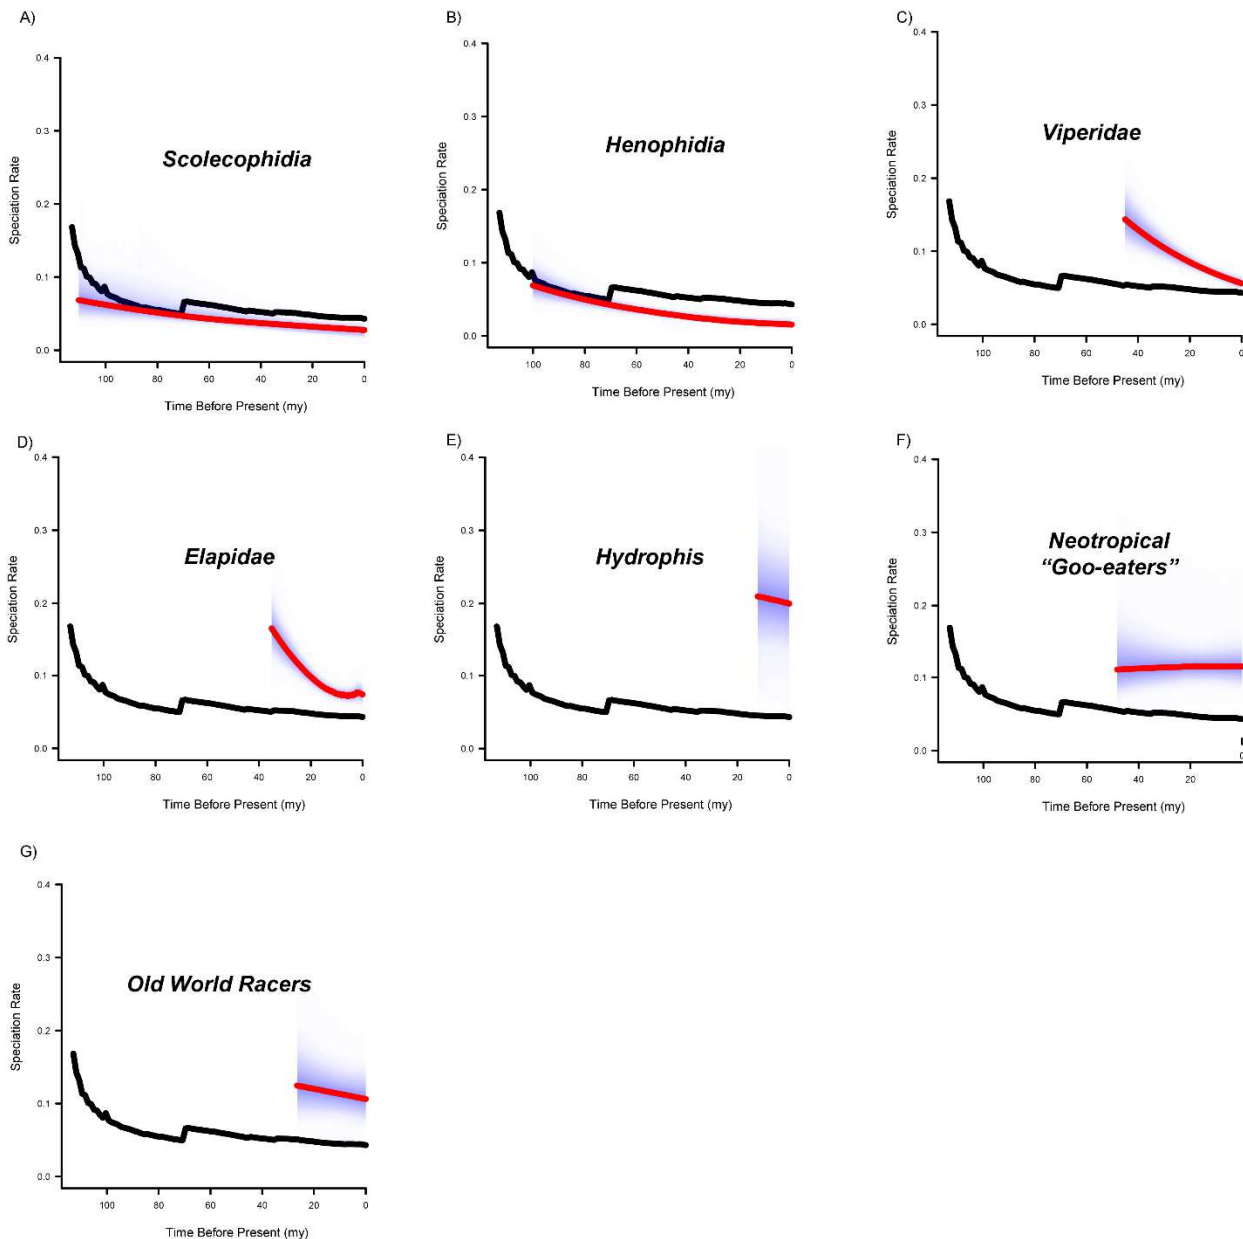 A)
0.4
0.3
0.2
0.1
0.0
Speciation Rate
Scolecophidia
100 80 60 40 20 0
Time Before Present (my)
B)
0.4
0.3
0.2
0.1
0.0
Speciation Rate
Henophidia
100 80 60 40 20 0
Time Before Present (my)
C)
0.4
0.3
0.2
0.1
0.0
Speciation Rate
Viperidae
100 80 60 40 20 0
Time Before Present (my)
D)
0.4
0.3
0.2
0.1
0.0
Speciation Rate
Elapidae
100 80 60 40 20 0
Time Before Present (my)
E)
0.4
0.3
0.2
0.1
0.0
Speciation Rate
Hydrophis
100 80 60 40 20 0
Time Before Present (my)
F)
0.4
0.3
0.2
0.1
0.0
Speciation Rate
Neotropical
“Goo-eaters”
100 80 60 40 20 0
Time Before Present (my)
G)
0.4
0.3
0.2
0.1
0.0
Speciation Rate
Old World Racers
100 80 60 40 20 0
Time Before Present (my)